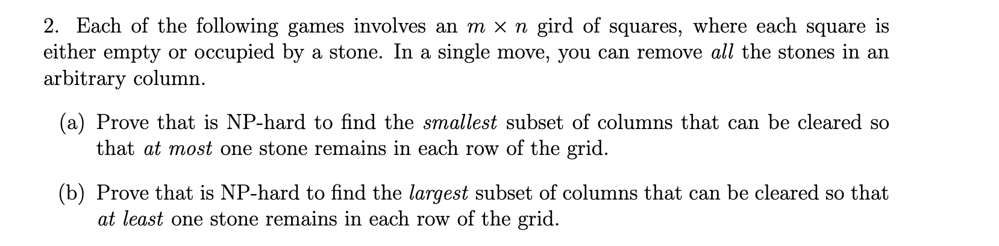 2. Each of the following games involves an m × n gird of squares, where each square is
either empty or occupied by a stone. In a single move, you can remove all the stones in an
arbitrary column.
(a) Prove that is NP-hard to find the smallest subset of columns that can be cleared so
that at most one stone remains in each row of the grid.
(b) Prove that is NP-hard to find the largest subset of columns that can be cleared so that
at least one stone remains in each row of the grid.